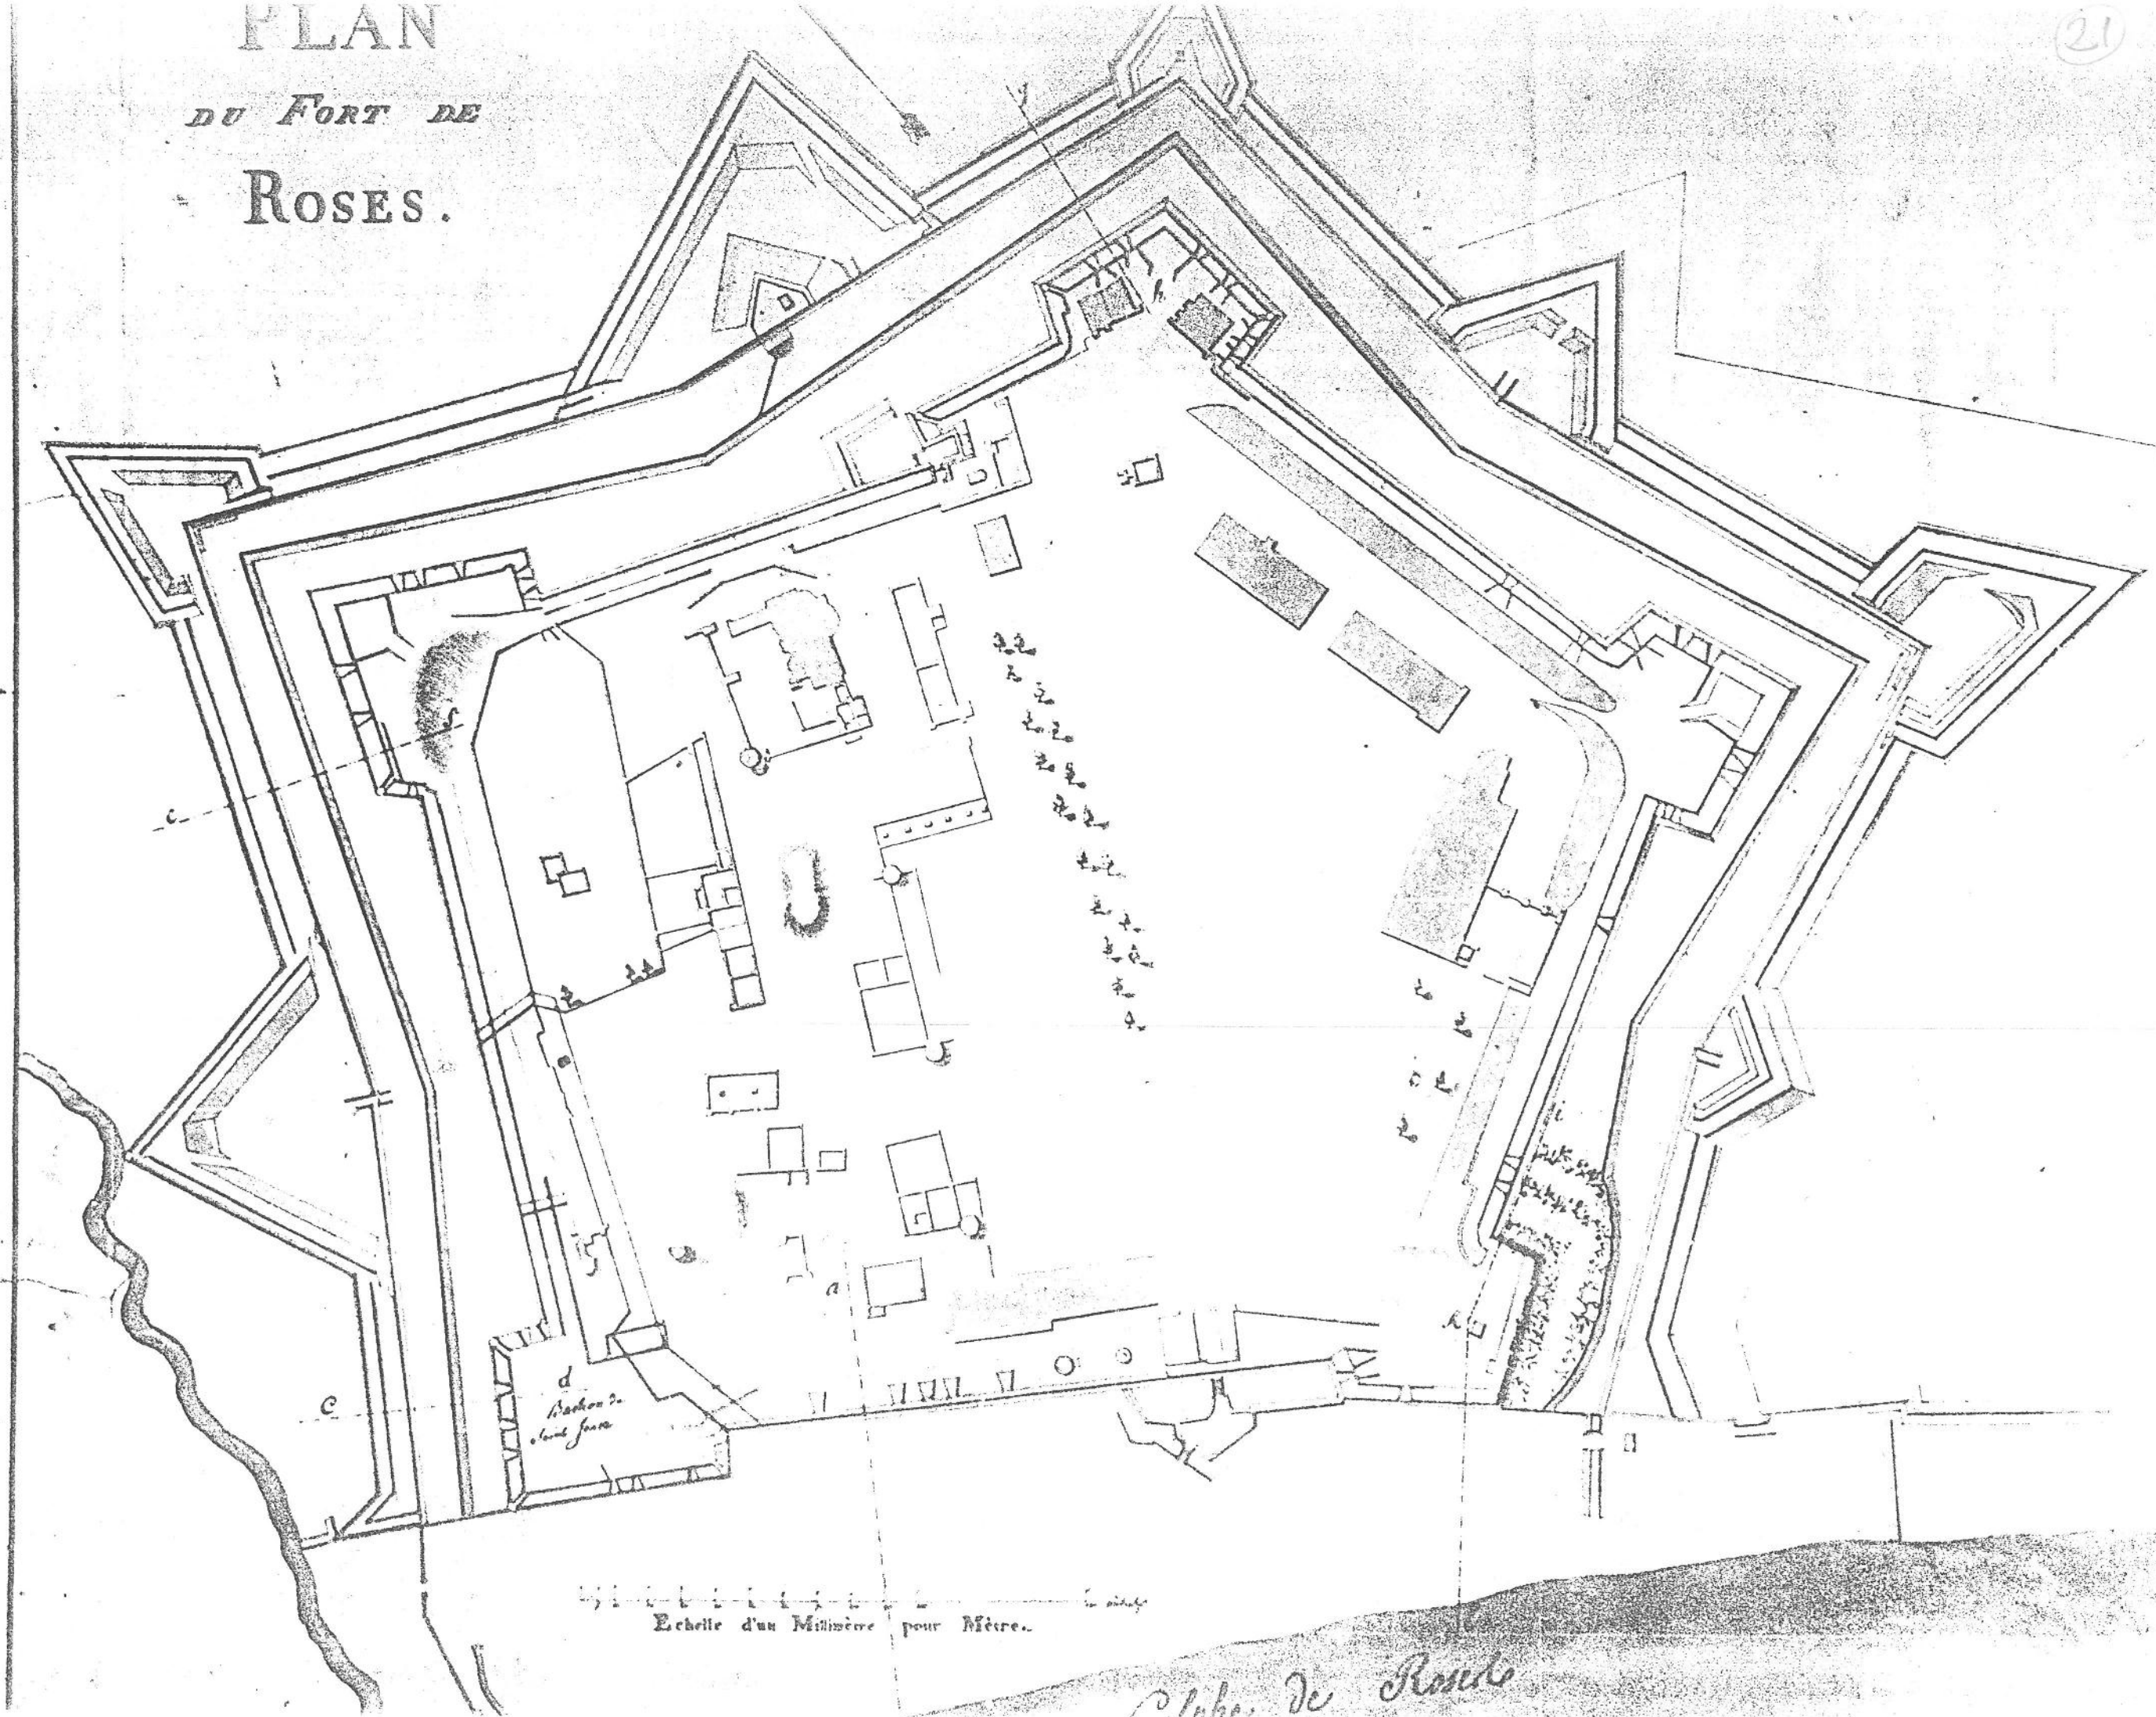 PLAN
DU FORT DE
ROSES.
21
y
h
f
c
a
i
h
d
Bastion de
Saint Jean
C
Echelle d'un Millimètre pour Mètre.
de Roses